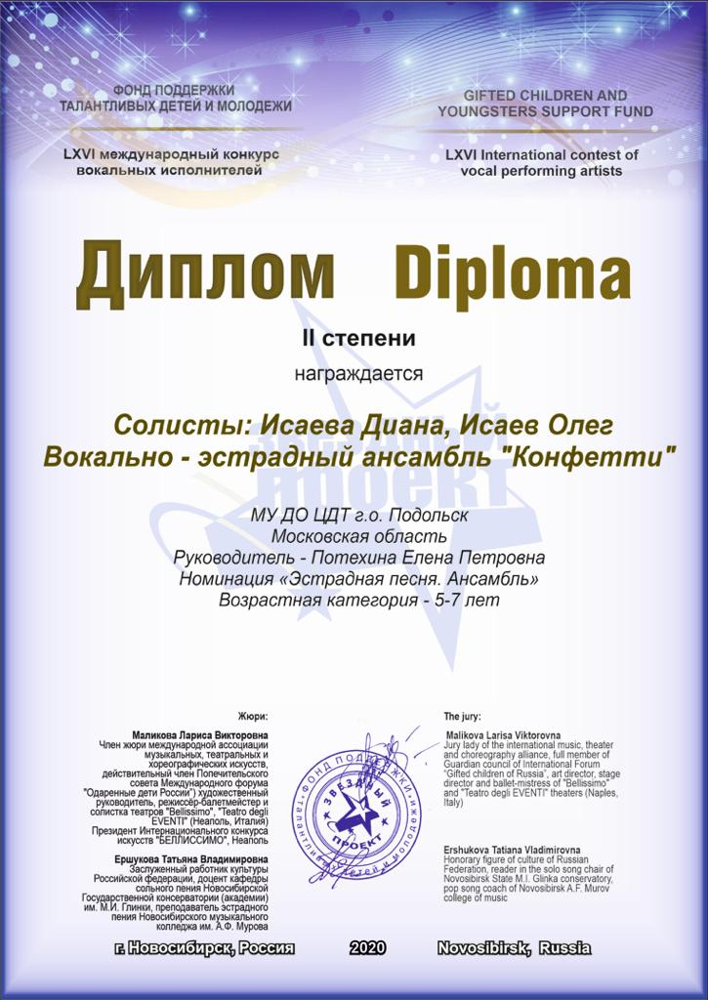 ФОНД ПОДДЕРЖКИ
ТАЛАНТЛИВЫХ ДЕТЕЙ И МОЛОДЕЖИ
LXVI международный конкурс
вокальных исполнителей
GIFTED CHILDREN AND
YOUNGSTERS SUPPORT FUND
LXVI International contest of
vocal performing artists
Диплом Diploma
II степени
награждается
Солисты: Исаева Диана, Исаев Олег
Вокально - эстрадный ансамбль "Конфетти"
ЗВЕЗДНЫЙ
ПРОЕКТ
МУ ДО ЦДТ г.о. Подольск
Московская область
Руководитель - Потехина Елена Петровна
Номинация «Эстрадная песня. Ансамбль»
Возрастная категория - 5-7 лет
Жюри:
Маликова Лариса Викторовна
Член жюри международной ассоциации
музыкальных, театральных и
хореографических искусств,
действительный член Попечительского
совета Международного форума
"Одаренные дети России") художественный
руководитель, режиссёр-балетмейстер и
солистка театров "Bellissimo", "Teatro degli
EVENTI" (Неаполь, Италия)
Президент Интернационального конкурса
искусств "БЕЛЛИССИМО", Неаполь
Ершукова Татьяна Владимировна
Заслуженный работник культуры
Российской федерации, доцент кафедры
сольного пения Новосибирской
Государственной консерватории (академии)
им. М.И. Глинки, преподаватель эстрадного
пения Новосибирского музыкального
колледжа им. А.Ф. Мурова
ФОНД ПОДДЕРЖКИ
талантливых детей и молодежи
ЗВЕЗДНЫЙ
ПРОЕКТ
The jury:
Malikova Larisa Viktorovna
Jury lady of the international music, theater
and choreography alliance, full member of
Guardian council of International Forum
"Gifted children of Russia", art director, stage
director and ballet-mistress of "Bellissimo"
and "Teatro degli EVENTI" theaters (Naples,
Italy)
Ershukova Tatiana Vladimirovna
Honorary figure of culture of Russian
Federation, reader in the solo song chair of
Novosibirsk State M.I. Glinka conservatory,
pop song coach of Novosibirsk A.F. Murov
college of music
г. Новосибирск, Россия 2020 Novosibirsk, Russia